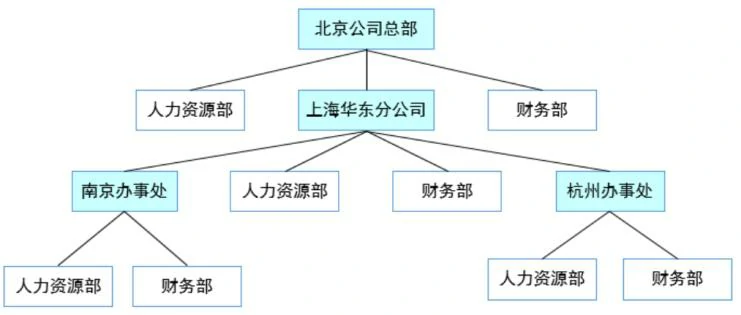 北京公司总部
人力资源部
上海华东分公司
财务部
南京办事处
人力资源部
财务部
杭州办事处
人力资源部
财务部
人力资源部
财务部